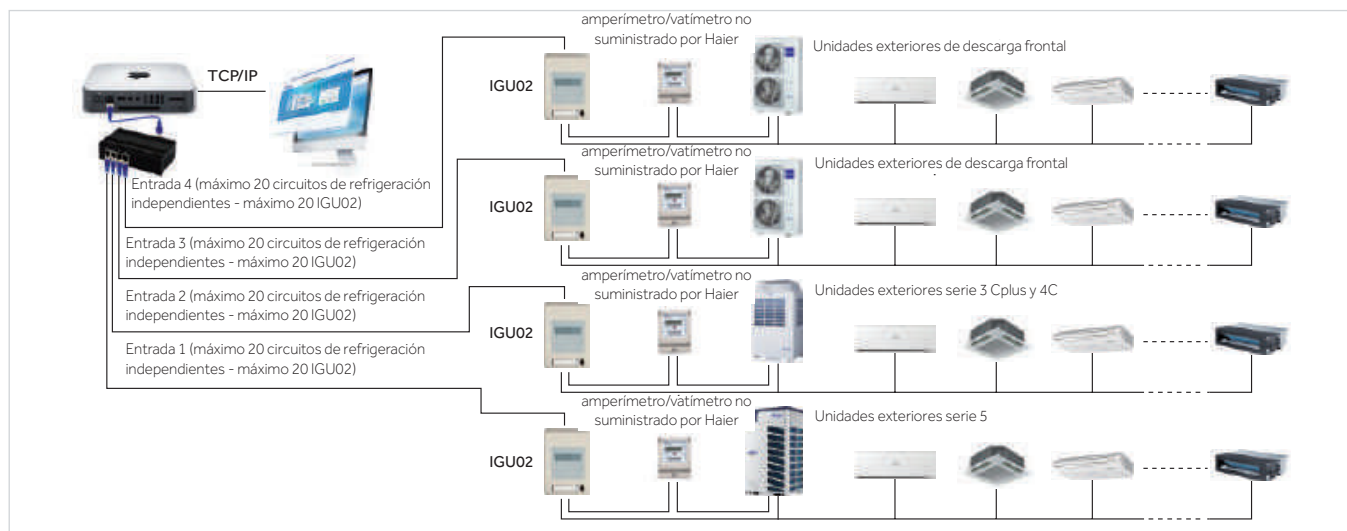 amperímetro/vatímetro no
suministrado por Haier
Unidades exteriores de descarga frontal
TCP/IP
IGU02
amperímetro/vatímetro no
suministrado por Haier
Unidades exteriores de descarga frontal
Entrada 4 (máximo 20 circuitos de refrigeración
independientes - máximo 20 IGU02)
IGU02
Entrada 3 (máximo 20 circuitos de refrigeración
independientes - máximo 20 IGU02)
amperímetro/vatímetro no
suministrado por Haier
Unidades exteriores serie 3 Cplus y 4C
Entrada 2 (máximo 20 circuitos de refrigeración
independientes - máximo 20 IGU02)
IGU02
Entrada 1 (máximo 20 circuitos de refrigeración
independientes - máximo 20 IGU02)
amperímetro/vatímetro no
suministrado por Haier
Unidades exteriores serie 5
IGU02